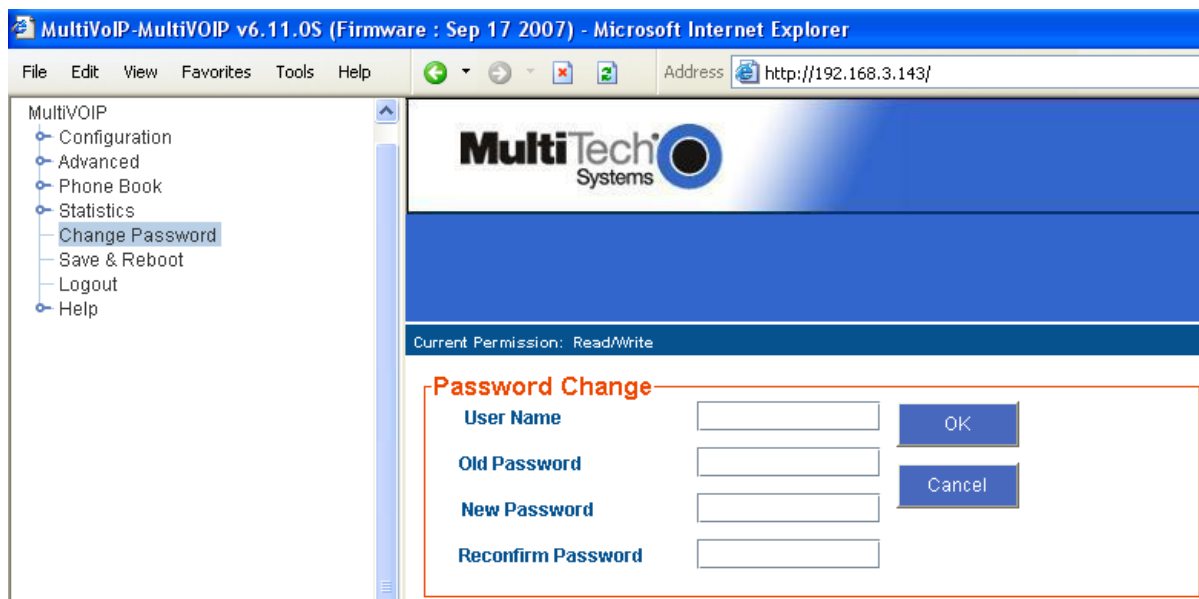 MultiVoIP-MultiVOIP v6.11.0S (Firmware : Sep 17 2007) - Microsoft Internet Explorer
File Edit View Favorites Tools Help Address http://192.168.3.143/
MultiVOIP
Configuration
Advanced
Phone Book
Statistics
Change Password
Save & Reboot
Logout
Help
MultiTech
Systems
Current Permission: Read/Write
Password Change
User Name
OK
Old Password
Cancel
New Password
Reconfirm Password